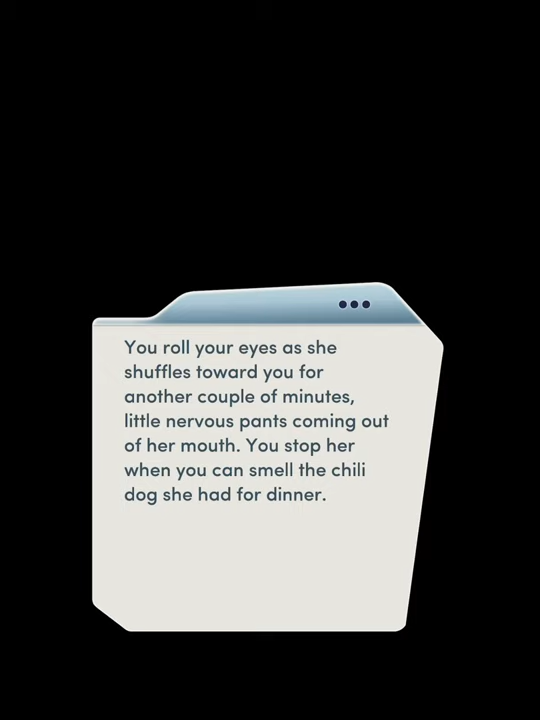 You roll your eyes as she
shuffles toward you for
another couple of minutes,
little nervous pants coming out
of her mouth. You stop her
when you can smell the chili
dog she had for dinner.